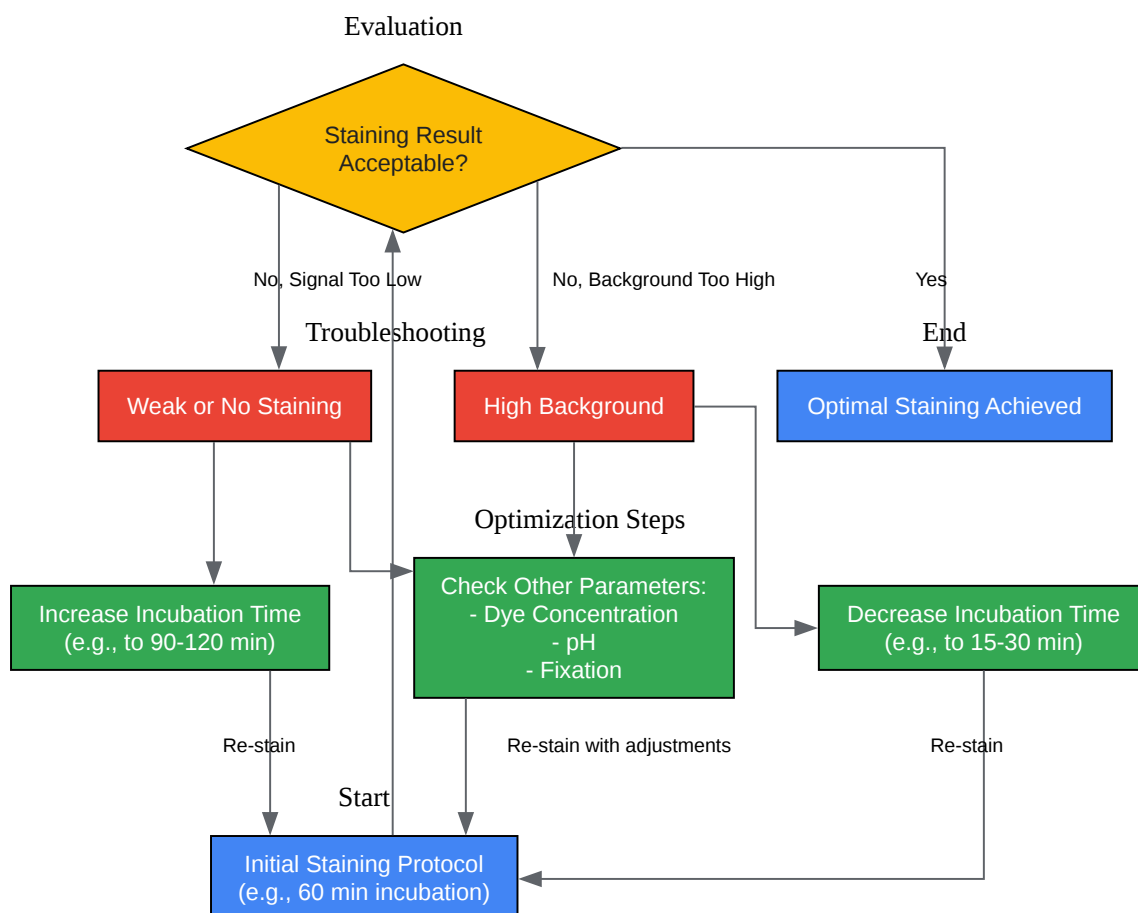 Evaluation
Staining Result
Acceptable?
No, Signal Too Low
No, Background Too High
Yes
Troubleshooting
End
Weak or No Staining
High Background
Optimal Staining Achieved
Optimization Steps
Increase Incubation Time
(e.g., to 90-120 min)
Check Other Parameters:
- Dye Concentration
- pH
- Fixation
Decrease Incubation Time
(e.g., to 15-30 min)
Re-stain
Re-stain with adjustments
Re-stain
Start
Initial Staining Protocol
(e.g., 60 min incubation)